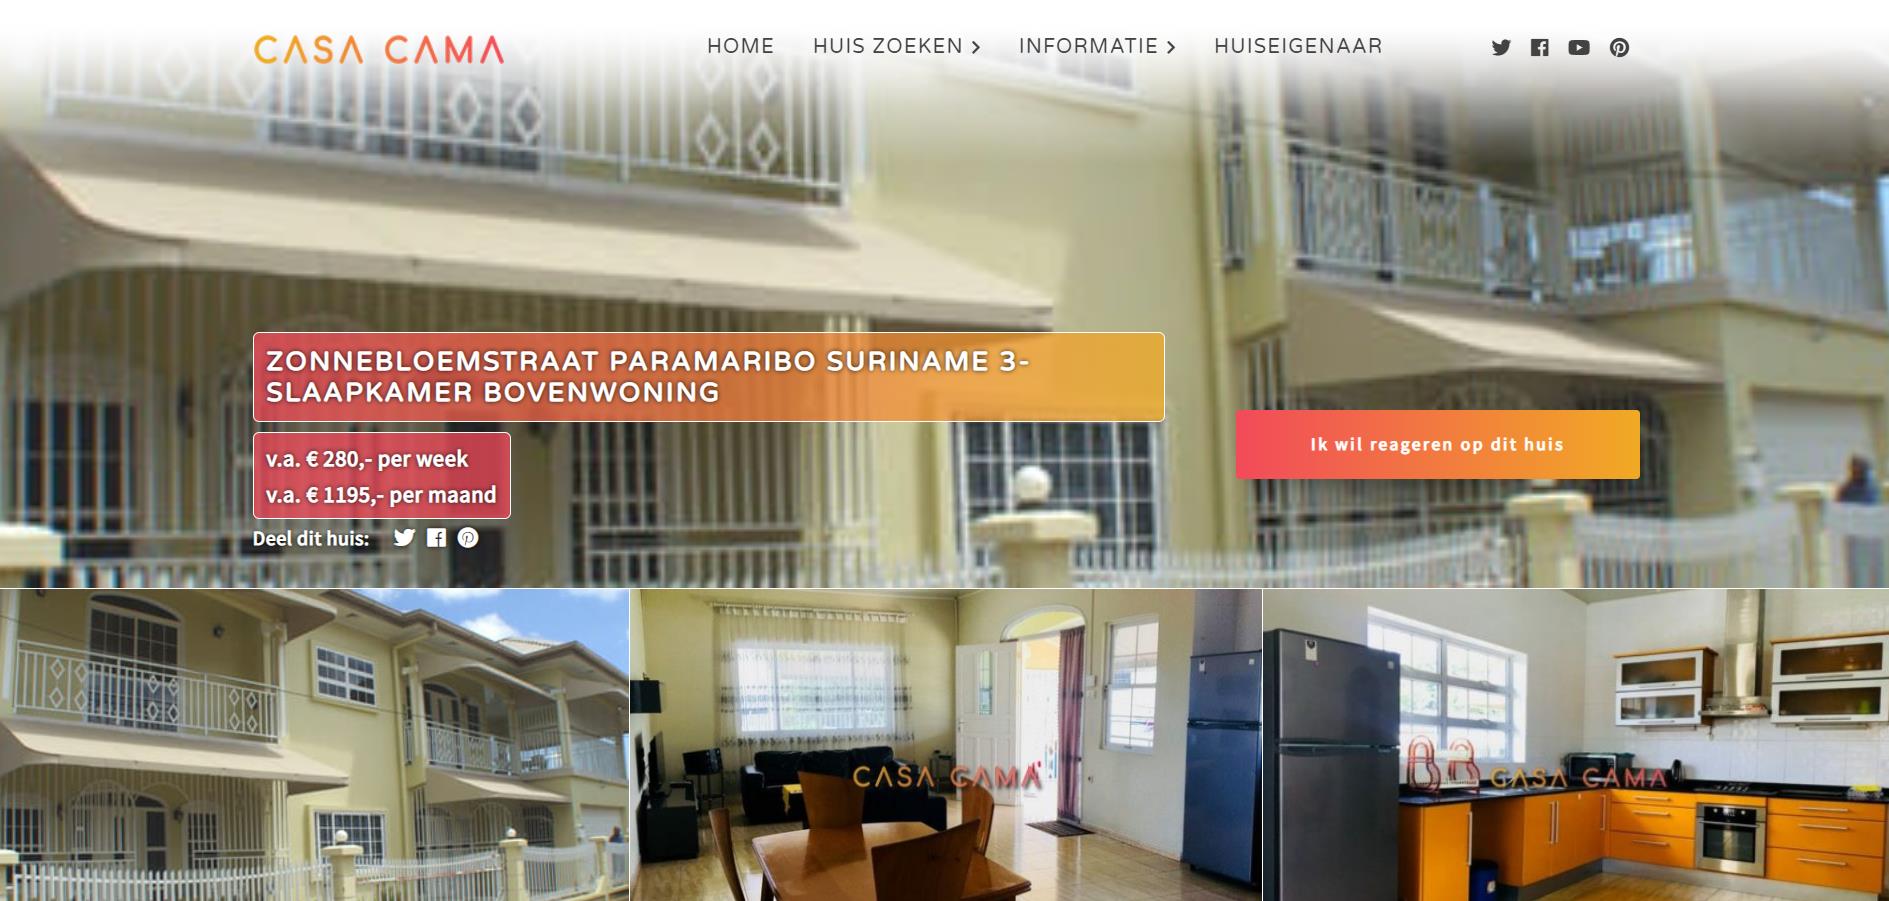 CASA CAMA
HOME HUIS ZOEKEN INFORMATIE HUISEIGENAAR
ZONNEBLOEMSTRAAT PARAMARIBO SURINAME 3-
SLAAPKAMER BOVENWONING
Ik wil reageren op dit huis
v.a. € 280,- per week
v.a. € 1195,- per maand
Deel dit huis:
CASA CAMA
CASA CAMA